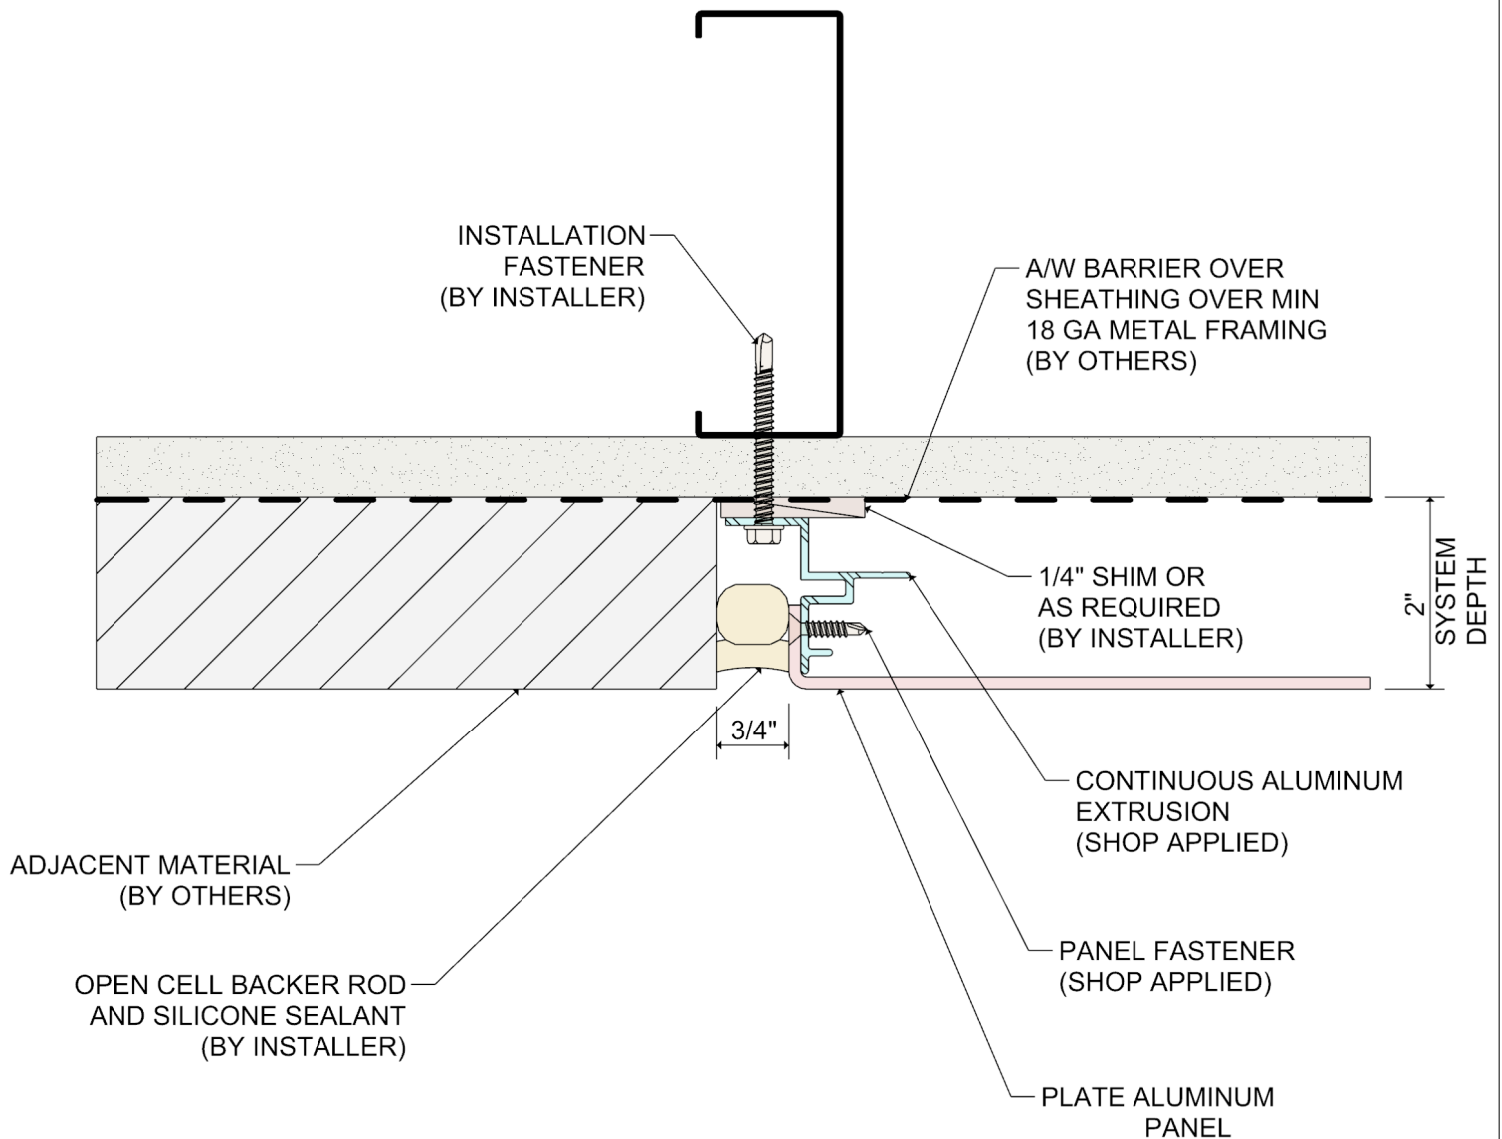 INSTALLATION
FASTENER
(BY INSTALLER)
A/W BARRIER OVER
SHEATHING OVER MIN
18 GA METAL FRAMING
(BY OTHERS)
1/4" SHIM OR
AS REQUIRED
(BY INSTALLER)
2"
SYSTEM
DEPTH
3/4"
CONTINUOUS ALUMINUM
EXTRUSION
(SHOP APPLIED)
ADJACENT MATERIAL
(BY OTHERS)
PANEL FASTENER
(SHOP APPLIED)
OPEN CELL BACKER ROD
AND SILICONE SEALANT
(BY INSTALLER)
PLATE ALUMINUM
PANEL